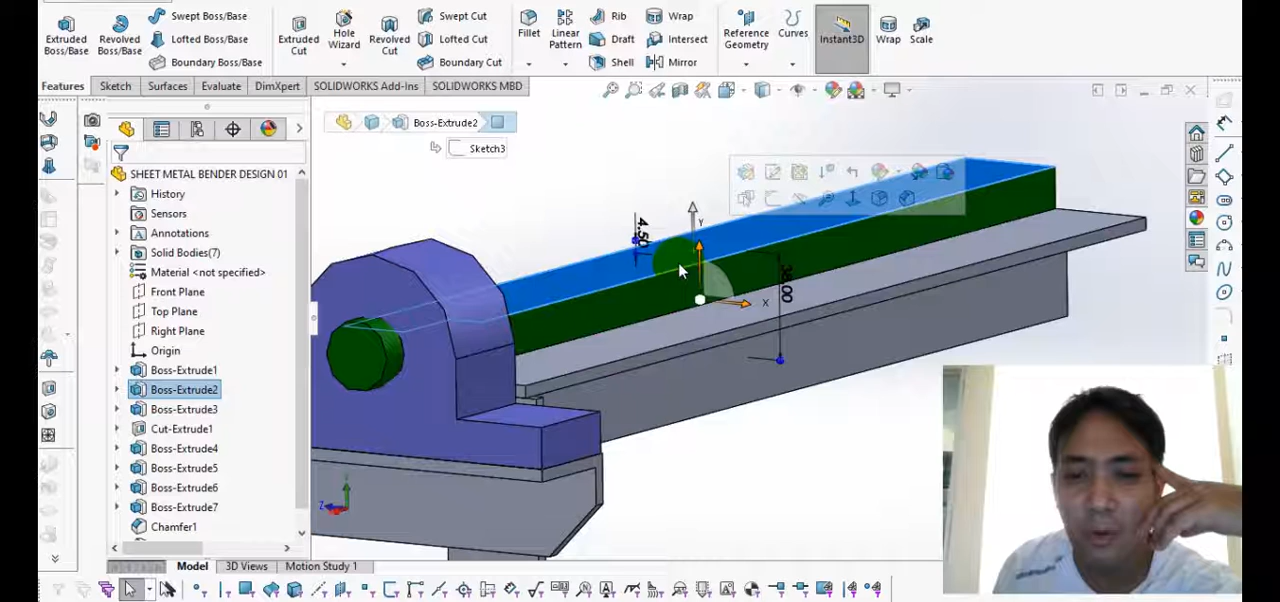 Extruded Boss/Base
Revolved Boss/Base
Swept Boss/Base
Lofted Boss/Base
Boundary Boss/Base
Extruded Cut
Hole Wizard
Revolved Cut
Swept Cut
Lofted Cut
Boundary Cut
Fillet
Linear Pattern
Rib
Draft
Shell
Wrap
Intersect
Mirror
Reference Geometry
Curves
Instant3D
Wrap
Scale
Features
Sketch
Surfaces
Evaluate
DimXpert
SOLIDWORKS Add-Ins
SOLIDWORKS MBD
Boss-Extrude2
Sketch3
SHEET METAL BENDER DESIGN 01
History
Sensors
Annotations
Solid Bodies(7)
Material <not specified>
Front Plane
Top Plane
Right Plane
Origin
Boss-Extrude1
Boss-Extrude2
Boss-Extrude3
Cut-Extrude1
Boss-Extrude4
Boss-Extrude5
Boss-Extrude6
Boss-Extrude7
Chamfer1
4.50
Y
X
Z
Model
3D Views
Motion Study 1